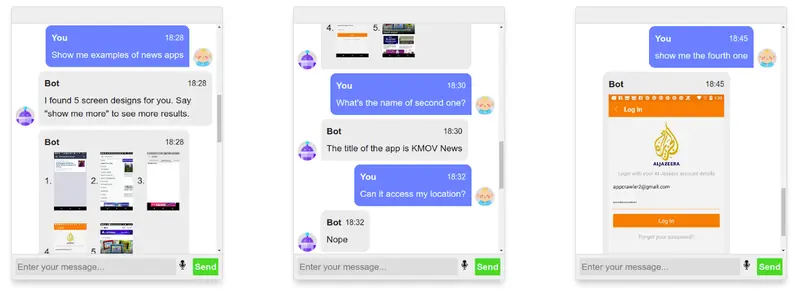 You 18:28
Show me examples of news apps
Bot 18:28
I found 5 screen designs for you. Say
"show me more" to see more results.
Bot 18:28
1. 2. 3.
4. 5.
Enter your message...
Send
4. 5.
You 18:30
What's the name of second one?
Bot 18:30
The title of the app is KMOV News
You 18:32
Can it access my location?
Bot 18:32
Nope
Enter your message...
Send
You 18:45
show me the fourth one
Bot 18:45
Log In
ALJAZEERA
Login with your Al Jazeera account details
appcrawler2@gmail.com
Log In
Forgot your password?
Enter your message...
Send